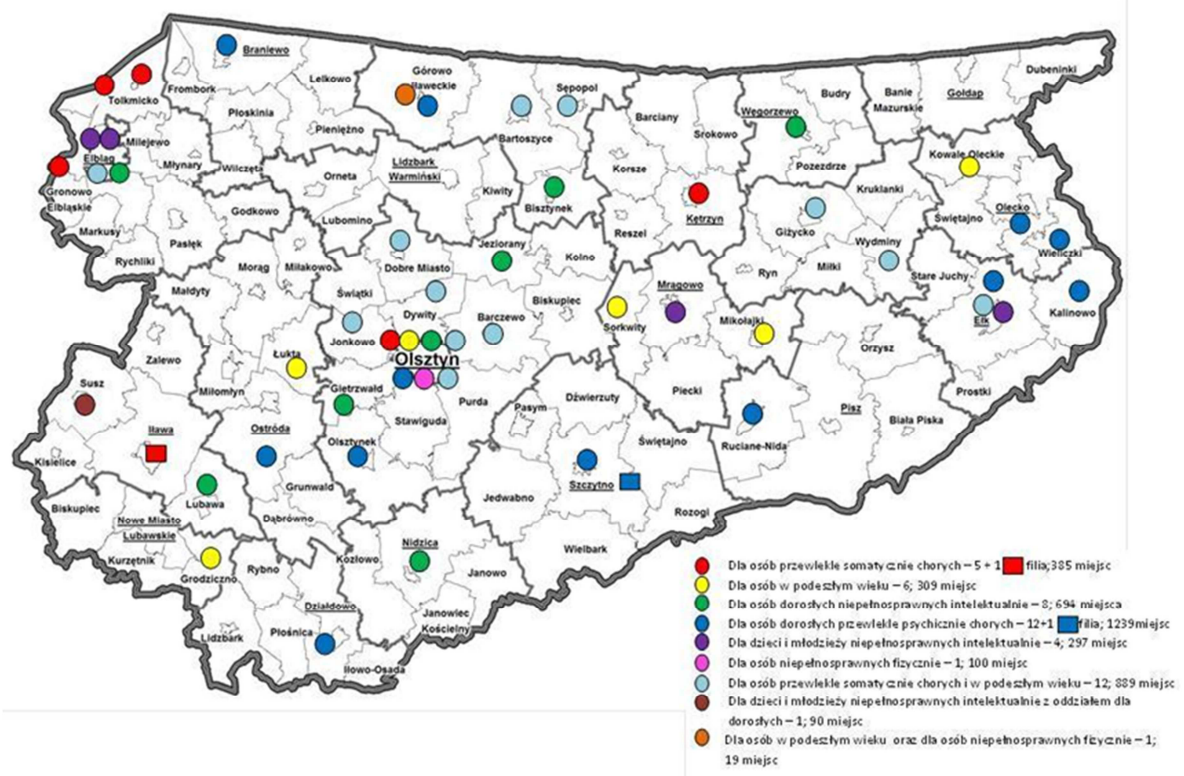 Braniewo
Dubeninki
Górowo
Iławeckie
Lelkowo
Frombork
Sępopol
Budry
Banie
Mazurskie
Gołdap
Tolkmicko
Płoskinia
Węgorzewo
Barciany
Pieniężno
Bartoszyce
Srokowo
Milejewo
Elbląg
Młynary
Wilczęta
Lidzbark
Warmiński
Orneta
Korsze
Pozezdrze
Kowale Oleckie
Kiwity
Kruklanki
Gronowo
Elbląskie
Godkowo
Lubomino
Bisztynek
Kętrzyn
Olecko
Świętajno
Markusy
Pasłęk
Reszel
Giżycko
Wydminy
Wieliczki
Rychliki
Jeziorany
Kolno
Morąg
Miłakowo
Dobre Miasto
Ryn
Miłki
Stare Juchy
Małdyty
Świątki
Mragowo
Biskupiec
Kalinowo
Dywity
Barczewo
Sorkwity
Mikołajki
Ełk
Jonkowo
Zalewo
Łukta
Olsztyn
Orzysz
Susz
Miłomłyn
Gietrzwałd
Purda
Piecki
Prostki
Dźwierzuty
Pasym
Pisz
Biała Piska
Iława
Ostróda
Stawiguda
Olsztynek
Świętajno
Ruciane-Nida
Kisielice
Szczytno
Grunwald
Jedwabno
Lubawa
Biskupiec
Rozogi
Nowe Miasto
Lubawskie
Dąbrówno
Nidzica
Wielbark
Kurzętnik
Kozłowo
Rybno
Grodziczno
Janowo
Działdowo
Janowiec
Kościelny
Lidzbark
Płośnica
Iłowo-Osada
Dla osób przewlekle somatycznie chorych – 5 + 1 filia; 385 miejsc
Dla osób w podeszłym wieku – 6; 309 miejsc
Dla osób dorosłych niepełnosprawnych intelektualnie – 8; 694 miejsca
Dla osób dorosłych przewlekle psychicznie chorych – 12+1 filia; 1239miejsc
Dla dzieci i młodzieży niepełnosprawnych intelektualnie – 4; 297 miejsc
Dla osób niepełnosprawnych fizycznie – 1; 100 miejsc
Dla osób przewlekle somatycznie chorych i w podeszłym wieku – 12; 889 miejsc
Dla dzieci i młodzieży niepełnosprawnych intelektualnie z oddziałem dla
dorosłych – 1; 90 miejsc
Dla osób w podeszłym wieku oraz dla osób niepełnosprawnych fizycznie – 1;
19 miejsc